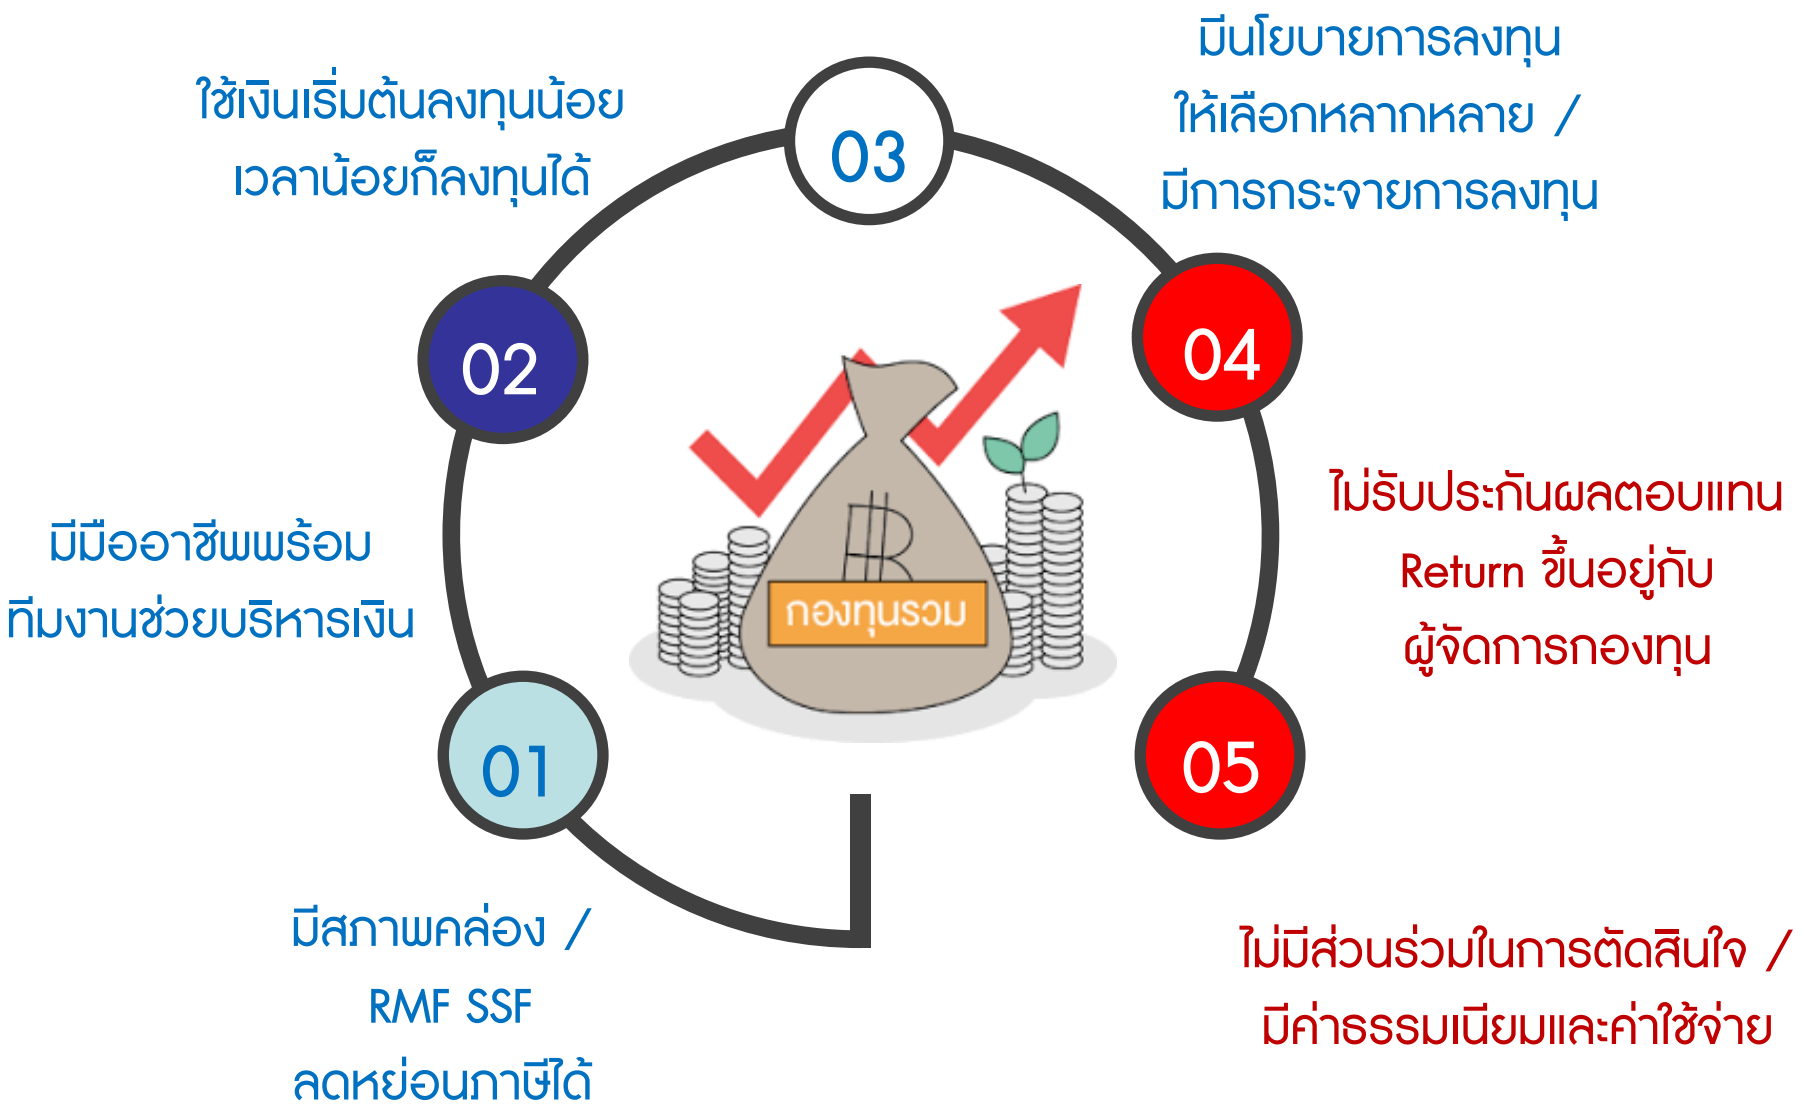 มีนโยบายการลงทุน
ให้เลือกหลากหลาย /
มีการกระจายการลงทุน
ใช้เงินเริ่มต้นลงทุนน้อย
เวลาน้อยก็ลงทุนได้
03
02
04
มีมืออาชีพพร้อม
ทีมงานช่วยบริหารเงิน
ไม่รับประกันผลตอบแทน
Return ขึ้นอยู่กับ
ผู้จัดการกองทุน
กองทุนรวม
01
05
มีสภาพคล่อง /
RMF SSF
ลดหย่อนภาษีได้
ไม่มีส่วนร่วมในการตัดสินใจ /
มีค่าธรรมเนียมและค่าใช้จ่าย